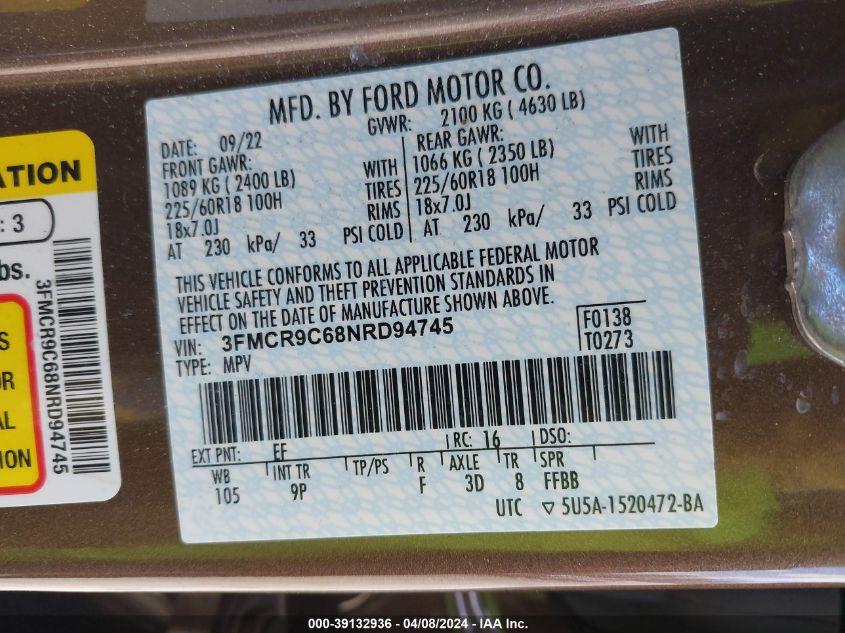 MFD. BY FORD MOTOR CO.
DATE: 09/22 GVWR: 2100 KG ( 4630 LB)
FRONT GAWR: REAR GAWR:
1089 KG ( 2400 LB) WITH 1066 KG ( 2350 LB) WITH
225/60R18 100H TIRES 225/60R18 100H TIRES
18x7.0J RIMS 18x7.0J RIMS
AT 230 kPa/ 33 PSI COLD AT 230 kPa/ 33 PSI COLD
THIS VEHICLE CONFORMS TO ALL APPLICABLE FEDERAL MOTOR
VEHICLE SAFETY AND THEFT PREVENTION STANDARDS IN
EFFECT ON THE DATE OF MANUFACTURE SHOWN ABOVE.
VIN: 3FMCR9C68NRD94745 F0138
TYPE: MPV T0273
EXT PNT: EF RC: 16 DSO:
WB INT TR TP/PS R AXLE TR SPR
105 9P F 3D 8 FFBB
UTC ▽ 5U5A-1520472-BA
ATION
: 3
bs.
3FMCR9C68NRD94745
S
OR
AL
ION
000-39132936 - 04/08/2024 - IAA Inc.